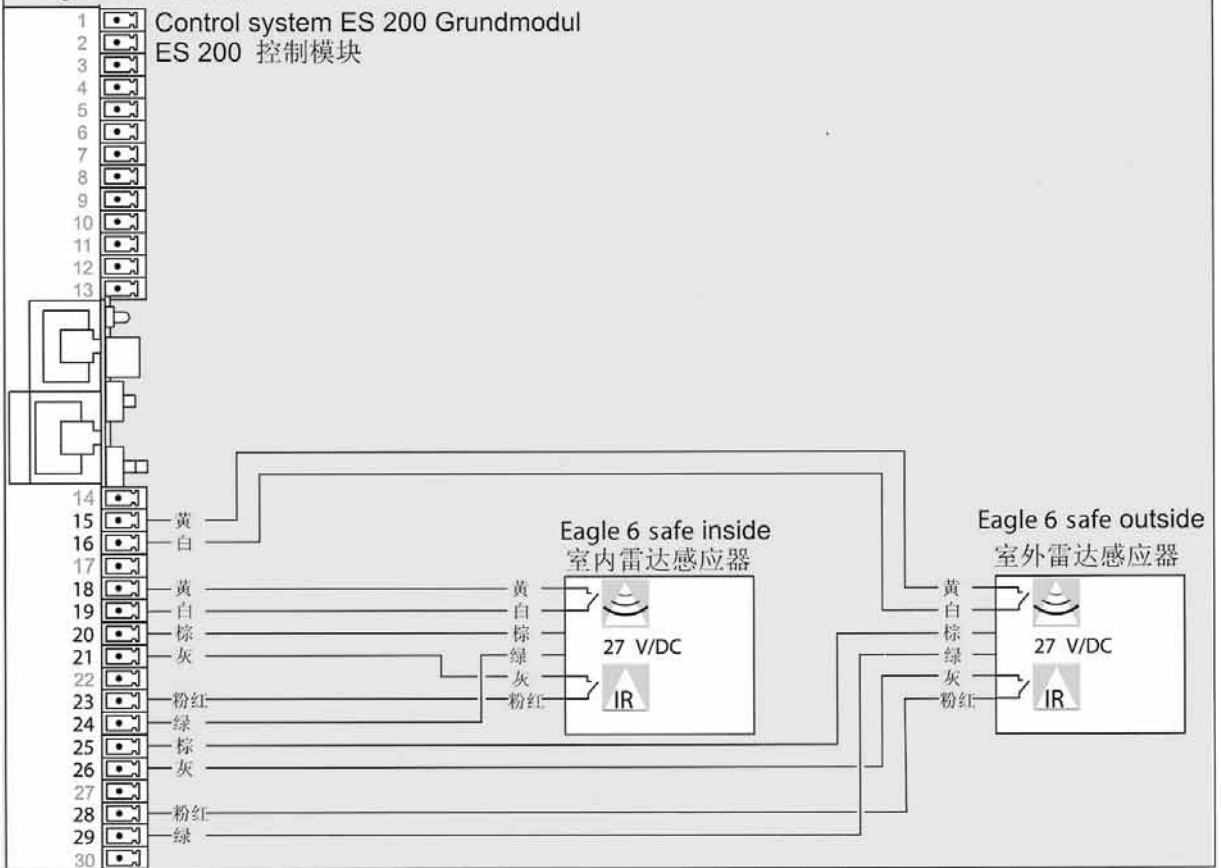 Control system ES 200 Grundmodul
ES 200 控制模块
1
2
3
4
5
6
7
8
9
10
11
12
13
14
15 黄
16 白
17
18 黄 黄
19 白 白
20 棕 棕
21 灰 绿
22 灰
23 粉红 粉红
24 绿
25 棕
26 灰
27
28 粉红
29 绿
30
Eagle 6 safe inside
室内雷达感应器
27 V/DC
IR
Eagle 6 safe outside
室外雷达感应器
黄
白
棕
绿
灰
粉红
27 V/DC
IR